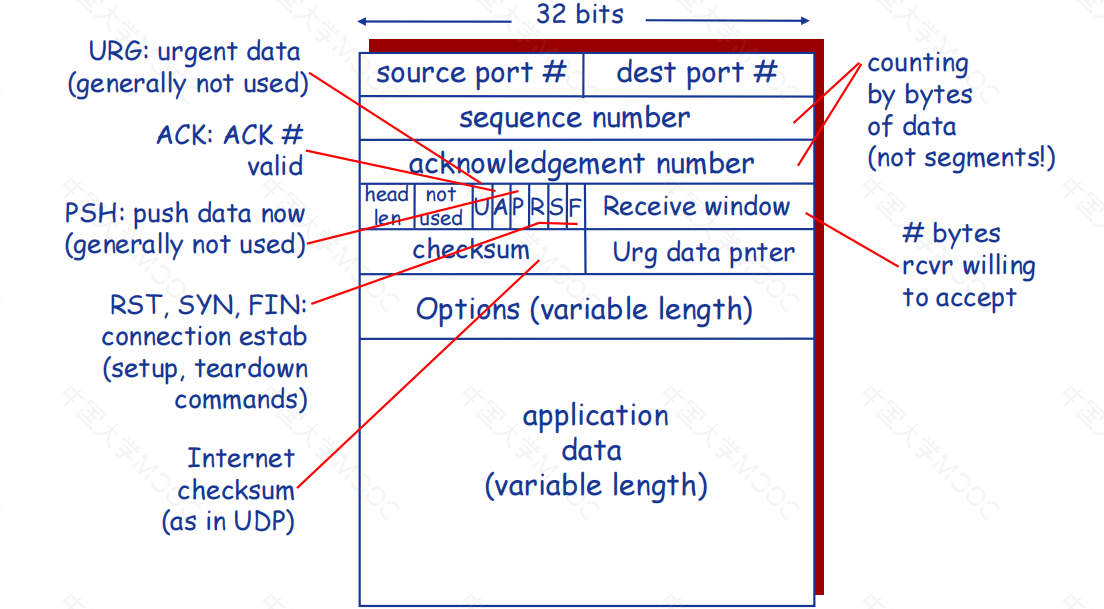 32 bits
URG: urgent data
(generally not used)
ACK: ACK #
valid
PSH: push data now
(generally not used)
RST, SYN, FIN:
connection estab
(setup, teardown
commands)
Internet
checksum
(as in UDP)
source port #
dest port #
sequence number
acknowledgement number
head
len
not
used
U
A
P
R
S
F
Receive window
checksum
Urg data pnter
Options (variable length)
application
data
(variable length)
counting
by bytes
of data
(not segments!)
# bytes
rcvr willing
to accept
中国大学MOOC